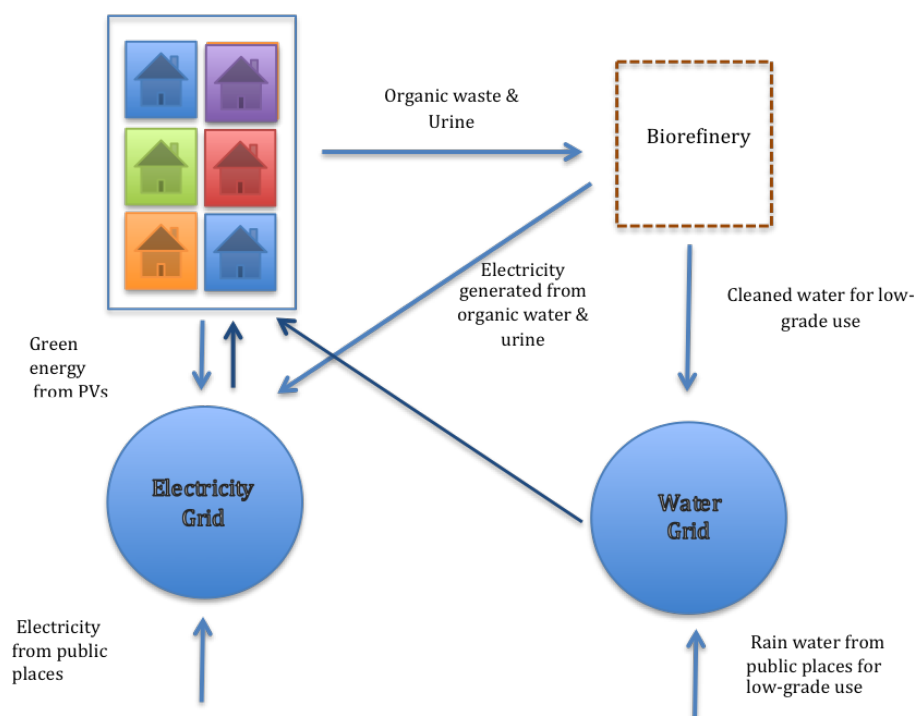 Organic waste &
Urine
Biorefinery
Electricity
generated from
organic water &
urine
Cleaned water for low-
grade use
Green
energy
from PVs
Electricity
Grid
Water
Grid
Electricity
from public
places
Rain water from
public places for
low-grade use